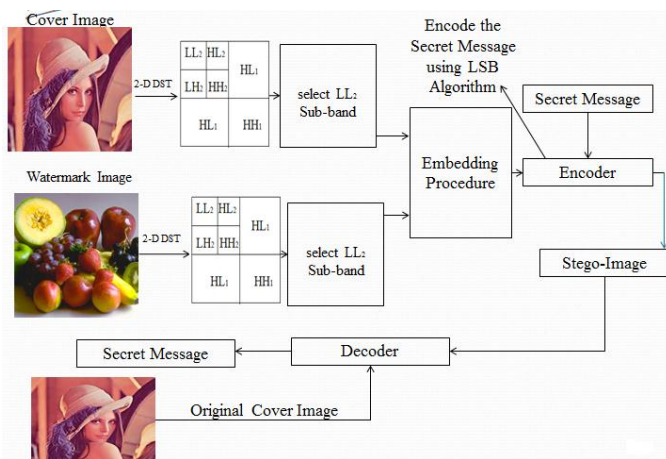 Cover Image
2-D DST
LL₂ HL₂
HL₁
LH₂ HH₂
HL₁ HH₁
select LL₂
Sub-band
Encode the
Secret Message
using LSB
Algorithm
Secret Message
Embedding
Procedure
Encoder
Watermark Image
2-D DST
LL₂ HL₂
HL₁
LH₂ HH₂
HL₁ HH₁
select LL₂
Sub-band
Stego-Image
Secret Message
Decoder
Original Cover Image